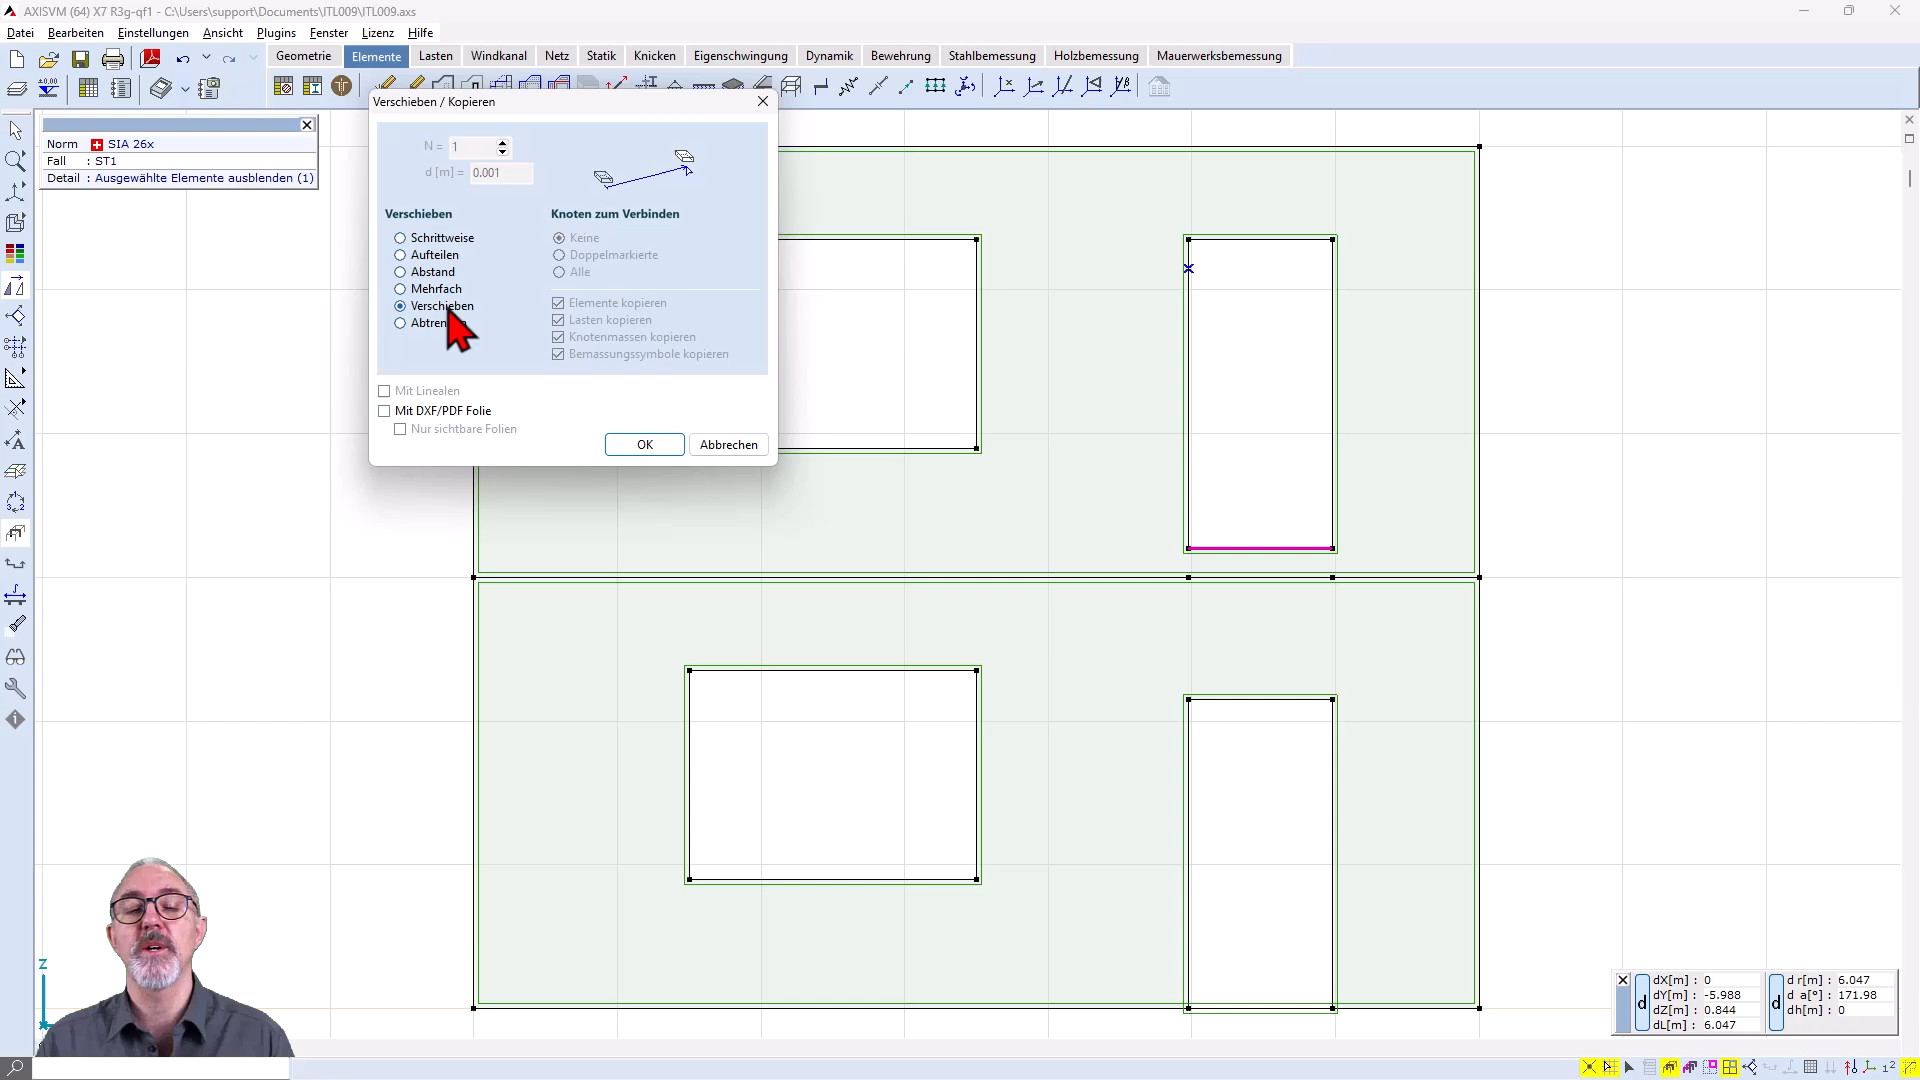 AXISVM (64) X7 R3g-qf1 - C:\Users\support\Documents\ITL009\ITL009.axs
Datei Bearbeiten Einstellungen Ansicht Plugins Fenster Lizenz Hilfe
Geometrie Elemente Lasten Windkanal Netz Statik Knicken Eigenschwingung Dynamik Bewehrung Stahlbemessung Holzbemessung Mauerwerksbemessung
Verschieben / Kopieren
Norm SIA 26x
Fall : ST1
Detail : Ausgewählte Elemente ausblenden (1)
N = 1
d [m] = 0.001
Verschieben
Schrittweise
Aufteilen
Abstand
Mehrfach
Verschieben
Knoten zum Verbinden
Keine
Doppelmarkierte
Alle
Elemente kopieren
Lasten kopieren
Knotenmassen kopieren
Bemassungssymbole kopieren
Mit Linealen
Mit DXF/PDF Folie
Nur sichtbare Folien
OK Abbrechen
Z
d
dX[m] : 0
dY[m] : -5.988
dZ[m] : 0.844
dL[m] : 6.047
d
d r[m] : 6.047
d a[°] : 171.98
dh[m] : 0